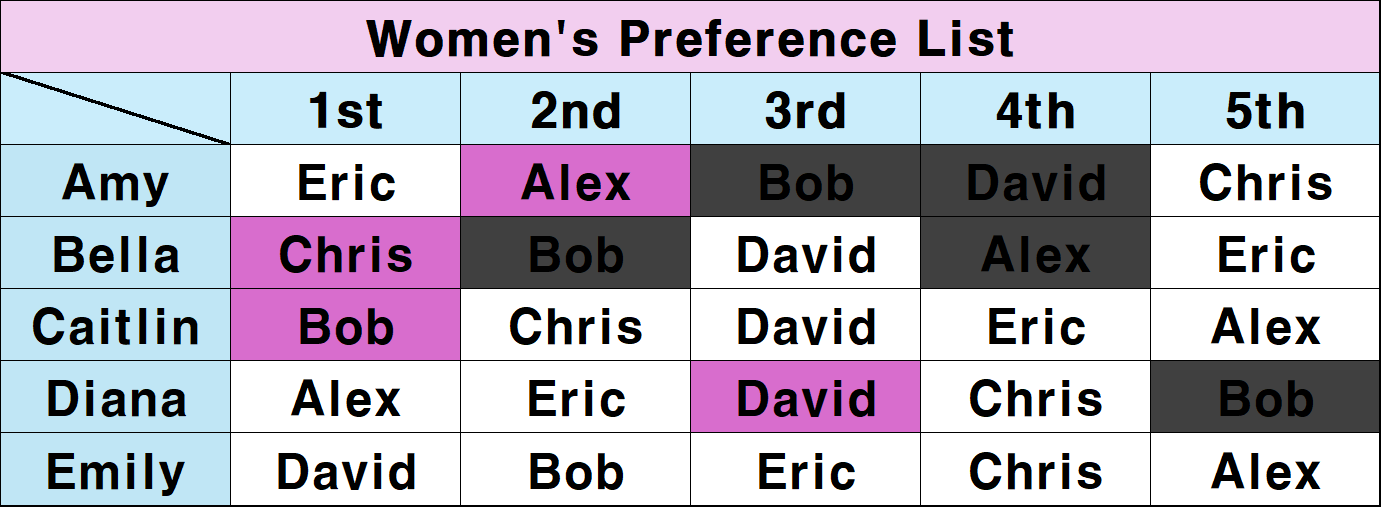 Women's Preference List
1st 2nd 3rd 4th 5th
Amy Eric Alex Bob David Chris
Bella Chris Bob David Alex Eric
Caitlin Bob Chris David Eric Alex
Diana Alex Eric David Chris Bob
Emily David Bob Eric Chris Alex